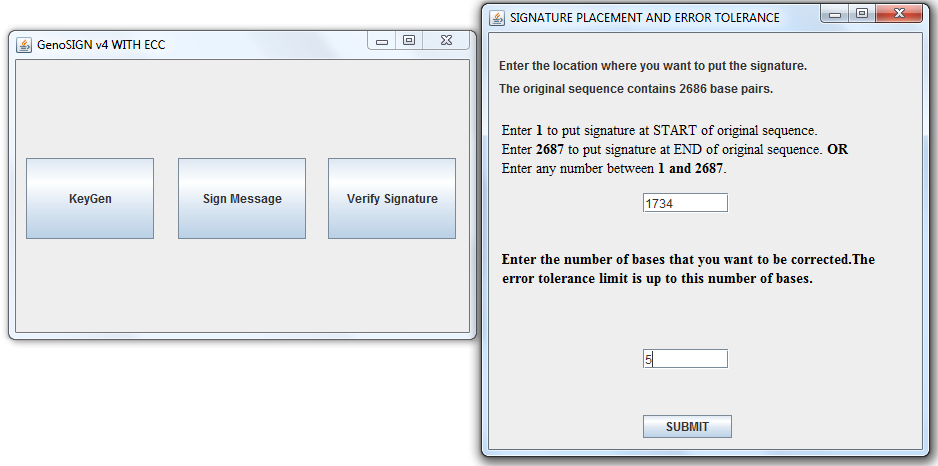 GenoSIGN v4 WITH ECC
KeyGen
Sign Message
Verify Signature
SIGNATURE PLACEMENT AND ERROR TOLERANCE
Enter the location where you want to put the signature.
The original sequence contains 2686 base pairs.
Enter 1 to put signature at START of original sequence.
Enter 2687 to put signature at END of original sequence. OR
Enter any number between 1 and 2687.
1734
Enter the number of bases that you want to be corrected.The
error tolerance limit is up to this number of bases.
5
SUBMIT